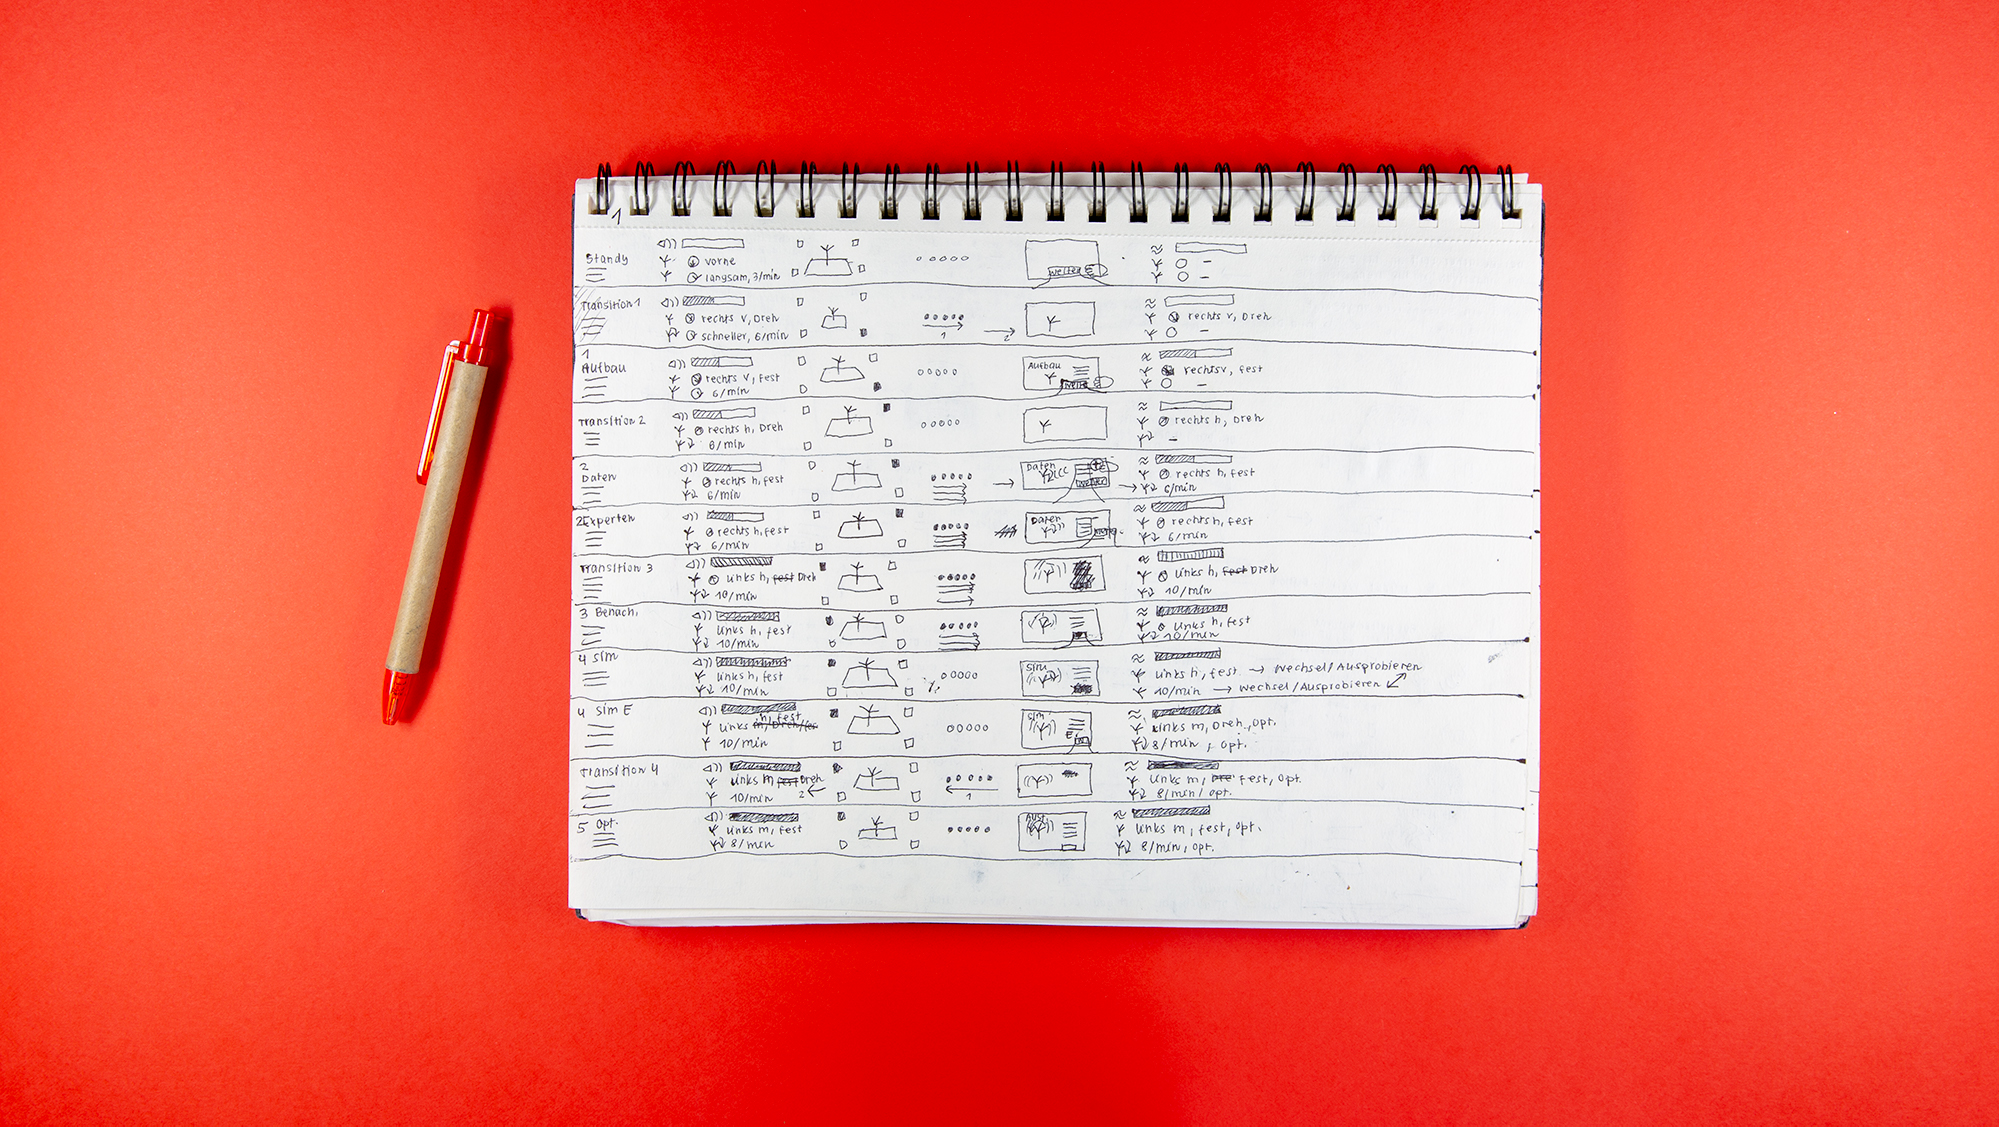 1
Standy
vorne
langsam, 3/min
weiter
–
–
Transition 1
rechts v, Dreh
schneller, 6/min
1
2
rechts v, Dreh
–
1
Aufbau
rechts v, fest
6/min
Aufbau
rechts v, fest
–
Transition 2
rechts h, Dreh
6/min
rechts h, Dreh
–
2
Daten
rechts h, fest
6/min
Daten
weiter
rechts h, fest
6/min
2 Experten
rechts h, fest
6/min
Daten
rechts h, fest
6/min
Transition 3
links h, fest Dreh
10/min
links h, fest Dreh
10/min
3 Benach.
links h, fest
10/min
links h, fest
10/min
4 Sim
links h, fest
10/min
Sim
links h, fest → Wechsel/Ausprobieren
10/min → Wechsel/Ausprobieren
4 Sim E
h, fest
links m, Dreh/fes
10/min
Sim
E
links m, Dreh, opt.
8/min, opt.
Transition 4
links m, fest Dreh
10/min
2
1
links m, Dre fest, opt.
8/min, opt.
5 Opt.
links m, fest
8/min
links m, fest, opt.
8/min, opt.